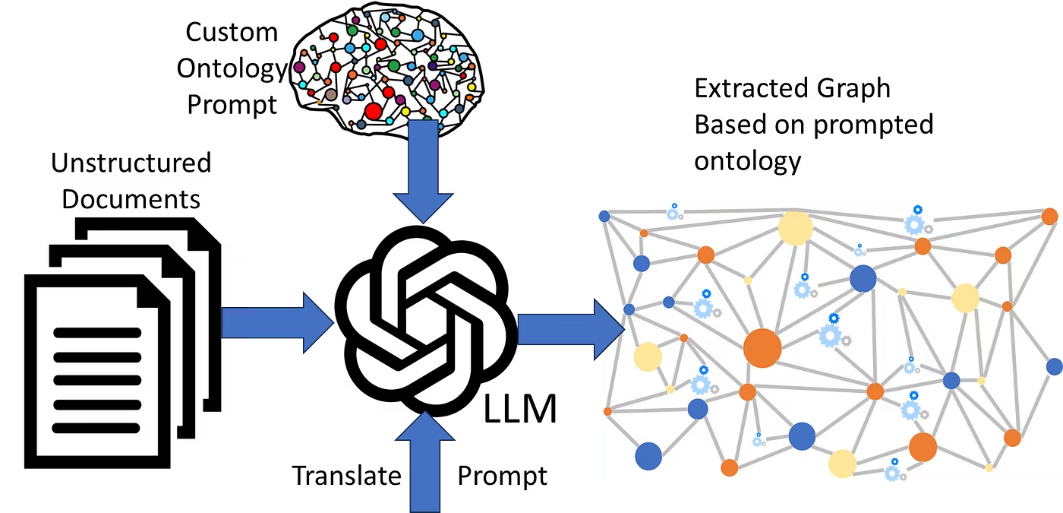 Custom
Ontology
Prompt
Extracted Graph
Based on prompted
ontology
Unstructured
Documents
LLM
Translate Prompt